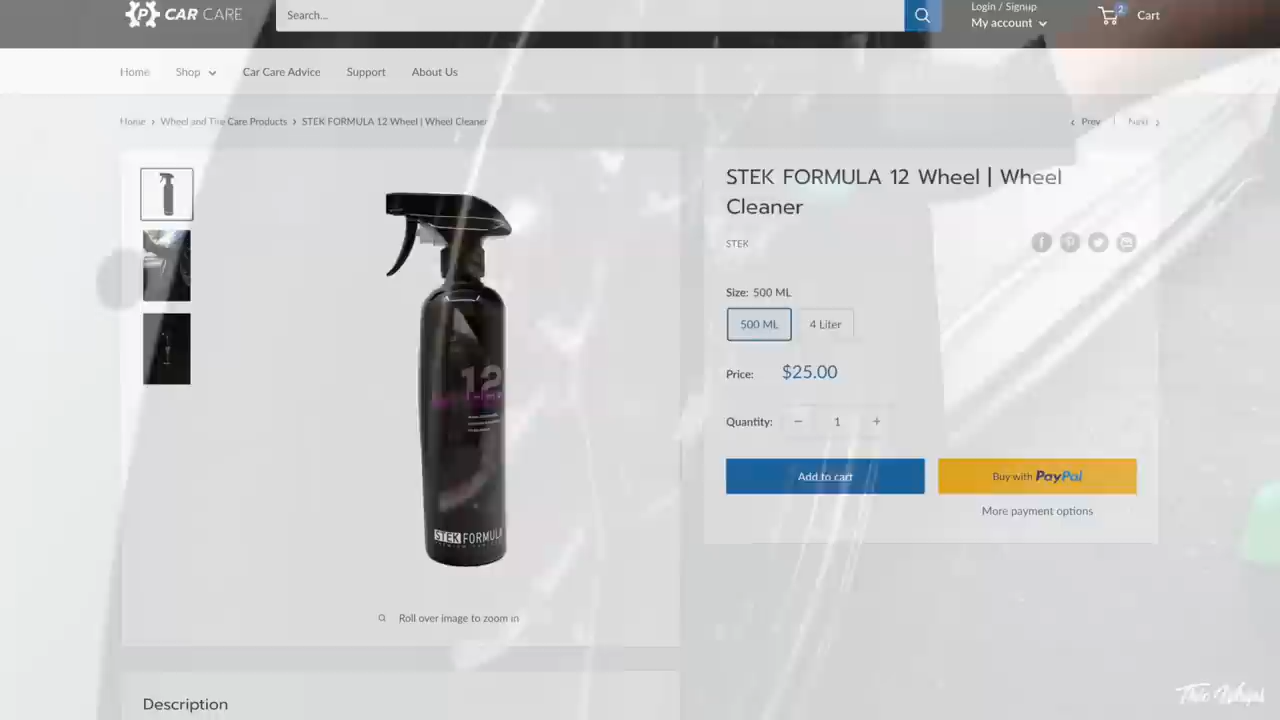 P CAR CARE
Search...
Login / Signup
My account
2
Cart
Home
Shop
Car Care Advice
Support
About Us
Home › Wheel and Tire Care Products › STEK FORMULA 12 Wheel | Wheel Cleaner
‹ Prev | Next ›
STEK FORMULA 12 Wheel | Wheel
Cleaner
STEK
Size: 500 ML
500 ML
4 Liter
Price: $25.00
Quantity: − 1 +
Add to cart
Buy with PayPal
More payment options
12
STEK FORMULA
Roll over image to zoom in
Description